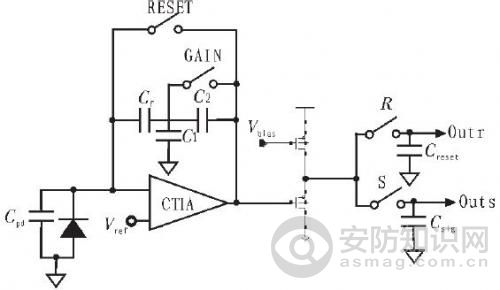 RESET
GAIN
Cr
C2
C1
Vbias
R
Outr
Creset
S
Outs
Csig
Cpd
CTIA
Vref
安防知识网
asmag.com.cn